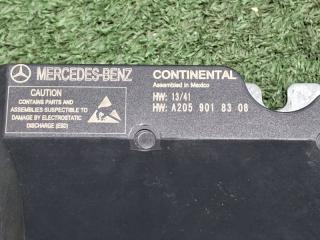 MERCEDES-BENZ
CAUTION
CONTAINS PARTS AND
ASSEMBLIES SUSPECTIBLE TO
DAMAGE BY ELECTROSTATIC
DISCHARGE (ESD)
CONTINENTAL
Assembled in Mexico
HW: 13/41
HW: A205 901 83 08